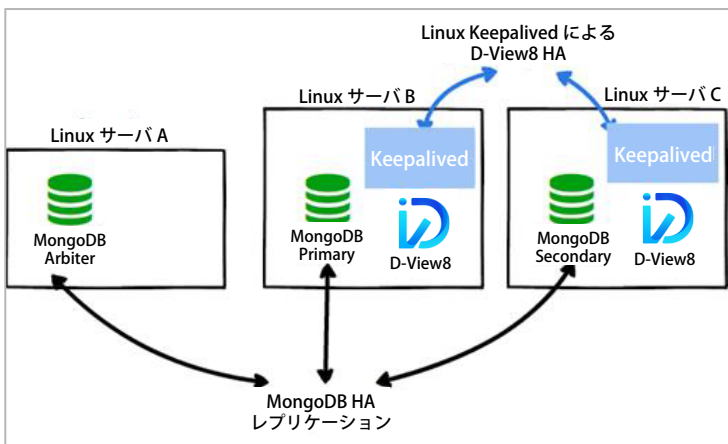 Linux Keepalived による
D-View8 HA
Linux サーバ A
Linux サーバ B
Linux サーバ C
Keepalived
Keepalived
MongoDB
Arbiter
MongoDB
Primary
D-View8
MongoDB
Secondary
D-View8
MongoDB HA
レプリケーション